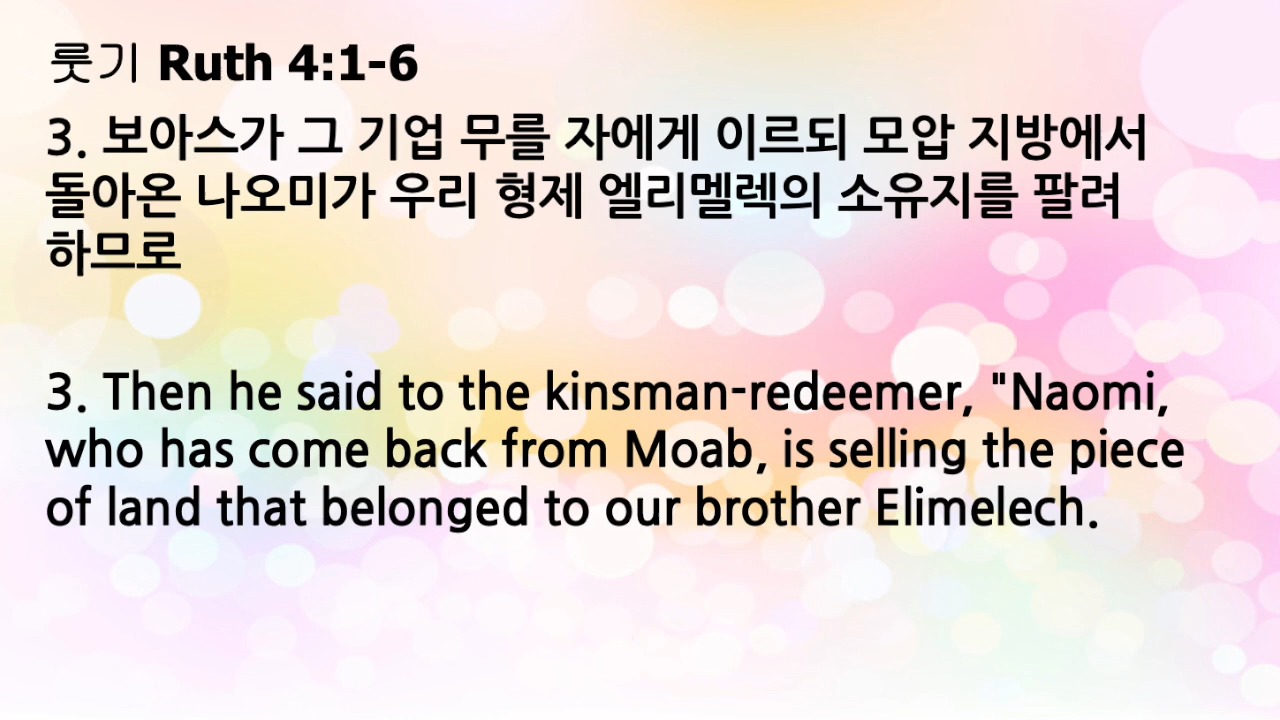 룻기 Ruth 4:1-6
3. 보아스가 그 기업 무를 자에게 이르되 모압 지방에서
돌아온 나오미가 우리 형제 엘리멜렉의 소유지를 팔려
하므로
3. Then he said to the kinsman-redeemer, "Naomi,
who has come back from Moab, is selling the piece
of land that belonged to our brother Elimelech.